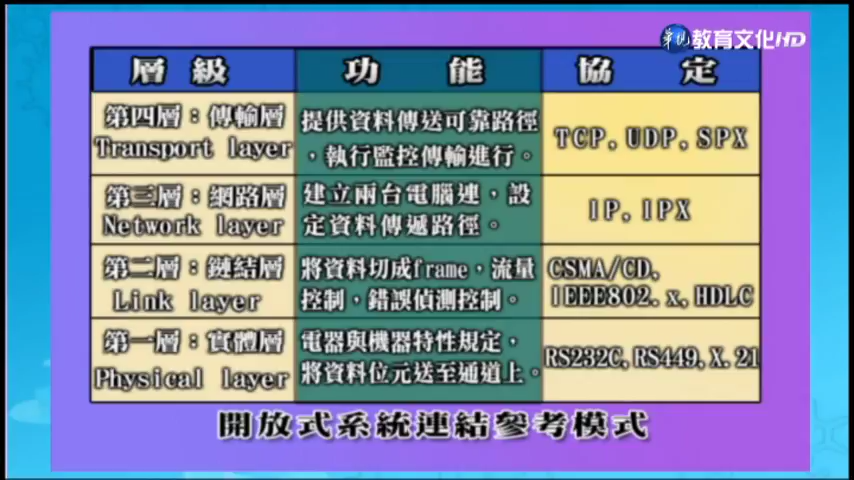 華視 教育文化HD
層級 功能 協定
第四層：傳輸層
Transport layer
提供資料傳送可靠路徑
，執行監控傳輸進行。
TCP, UDP, SPX
第三層：網路層
Network layer
建立兩台電腦連，設
定資料傳遞路徑。
IP, IPX
第二層：鏈結層
Link layer
將資料切成frame，流量
控制，錯誤偵測控制。
CSMA/CD,
IEEE802.x, HDLC
第一層：實體層
Physical layer
電器與機器特性規定，
將資料位元送至通道上。
RS232C, RS449, X.21
開放式系統連結參考模式